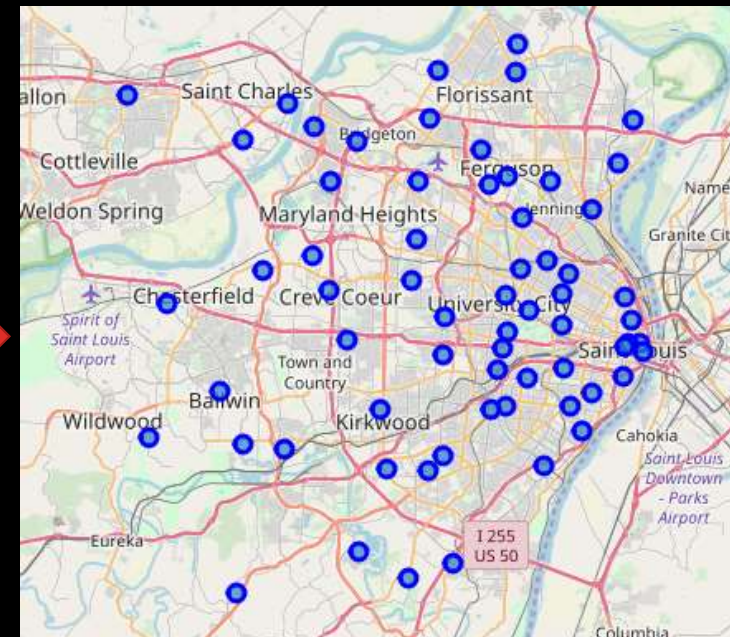 Florissant
allon
Saint Charles
Bridgeton
Cottleville
Ferguson
Name
Weldon Spring
Maryland Heights
Jennings
Granite Cit
Chesterfield
Creve Coeur
University City
Spirit of
Saint Louis
Airport
Saint Louis
Town and
Country
Ballwin
Wildwood
Kirkwood
Cahokia
Saint Louis
Downtown
- Parks
Airport
I 255
US 50
Eureka
Columbia